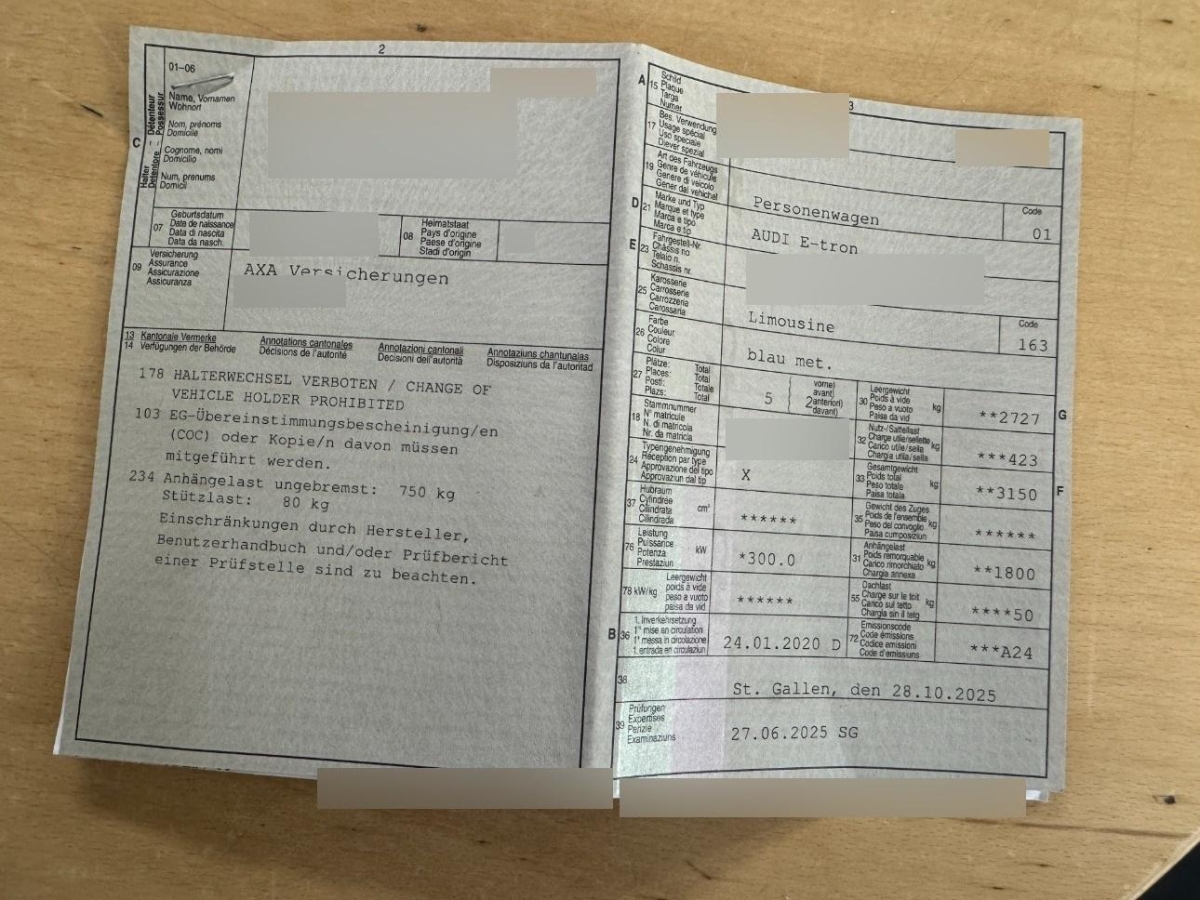 2
01-06
Name, Vornamen
Wohnort
Nom, prénoms
Domicile
Cognome, nomi
Domicilio
Num, prenums
Domicil
C
Halter - Détenteur
Detentore - Possessur
07
Geburtsdatum
Date de naissance
Data di nascita
Data da nasch.
08
Heimatstaat
Pays d'origine
Paese d'origine
Stadi d'origin
09
Versicherung
Assurance
Assicurazione
Assicuranza
AXA Versicherungen
13 Kantonale Vermerke
14 Verfügungen der Behörde
Annotations cantonales
Décisions de l'autorité
Annotazioni cantonali
Decisioni dell'autorità
Annotaziuns chantunalas
Disposiziuns da l'autoritad
178 HALTERWECHSEL VERBOTEN / CHANGE OF
VEHICLE HOLDER PROHIBITED
103 EG-Übereinstimmungsbescheinigung/en
(COC) oder Kopie/n davon müssen
mitgeführt werden.
234 Anhängelast ungebremst: 750 kg
Stützlast: 80 kg
Einschränkungen durch Hersteller,
Benutzerhandbuch und/oder Prüfbericht
einer Prüfstelle sind zu beachten.
3
A
15
Schild
Plaque
Targa
Numer
17
Bes. Verwendung
Usage spécial
Uso speciale
Diever spezial
19
Art des Fahrzeugs
Genre de véhicule
Genere di veicolo
Gener dal vehichel
Personenwagen
Code
01
D
21
Marke und Typ
Marque et type
Marca e tipo
Marca e tip
AUDI E-tron
E
23
Fahrgestell-Nr.
Châssis no
Telaio n.
Schassis nr.
25
Karosserie
Carrosserie
Carrozzeria
Carossaria
Limousine
Code
163
26
Farbe
Couleur
Colore
Colur
blau met.
27
Plätze: Total
Places: Total
Posti: Totale
Plazs: Total
5
vorne)
avant)
2 anteriori)
davant)
30
Leergewicht
Poids à vide
Peso a vuoto
Paisa da vid
kg
**2727
G
18
Stammnummer
N° matricule
N. di matriccia
Nr. da matricla
32
Nutz-/Sattellast
Charge utile/sellette
Carico utile/sella
Chargia utila/sella
kg
***423
24
Typengenehmigung
Réception par type
Approvazione del tipo
Approvaziun dal tip
X
33
Gesamtgewicht
Poids total
Peso totale
Paisa totala
kg
**3150
F
37
Hubraum
Cylindrée
Cilindrata
Cilindrada
cm³
******
35
Gewicht des Zuges
Poids de l'ensemble
Peso del convoglio
Paisa cumposiziun
kg
******
76
Leistung
Puissance
Potenza
Prestaziun
kW
*300.0
31
Anhängelast
Poids remorquable
Carico rimorchiato
Chargia annexa
kg
**1800
78 kW/kg
Leergewicht
poids à vide
peso a vuoto
paisa da vid
******
55
Dachlast
Charge sur le toit
Carico sul tetto
Chargia sin il tetg
kg
****50
B
36
1. Inverkehrsetzung
1re mise en circulation
1a messa in circolazione
1. entrada en circulaziun
24.01.2020 D
72
Emissionscode
Code émissions
Codice emissioni
Code d'emissiuns
***A24
38
St. Gallen, den 28.10.2025
39
Prüfungen
Expertises
Perizie
Examinaziuns
27.06.2025 SG